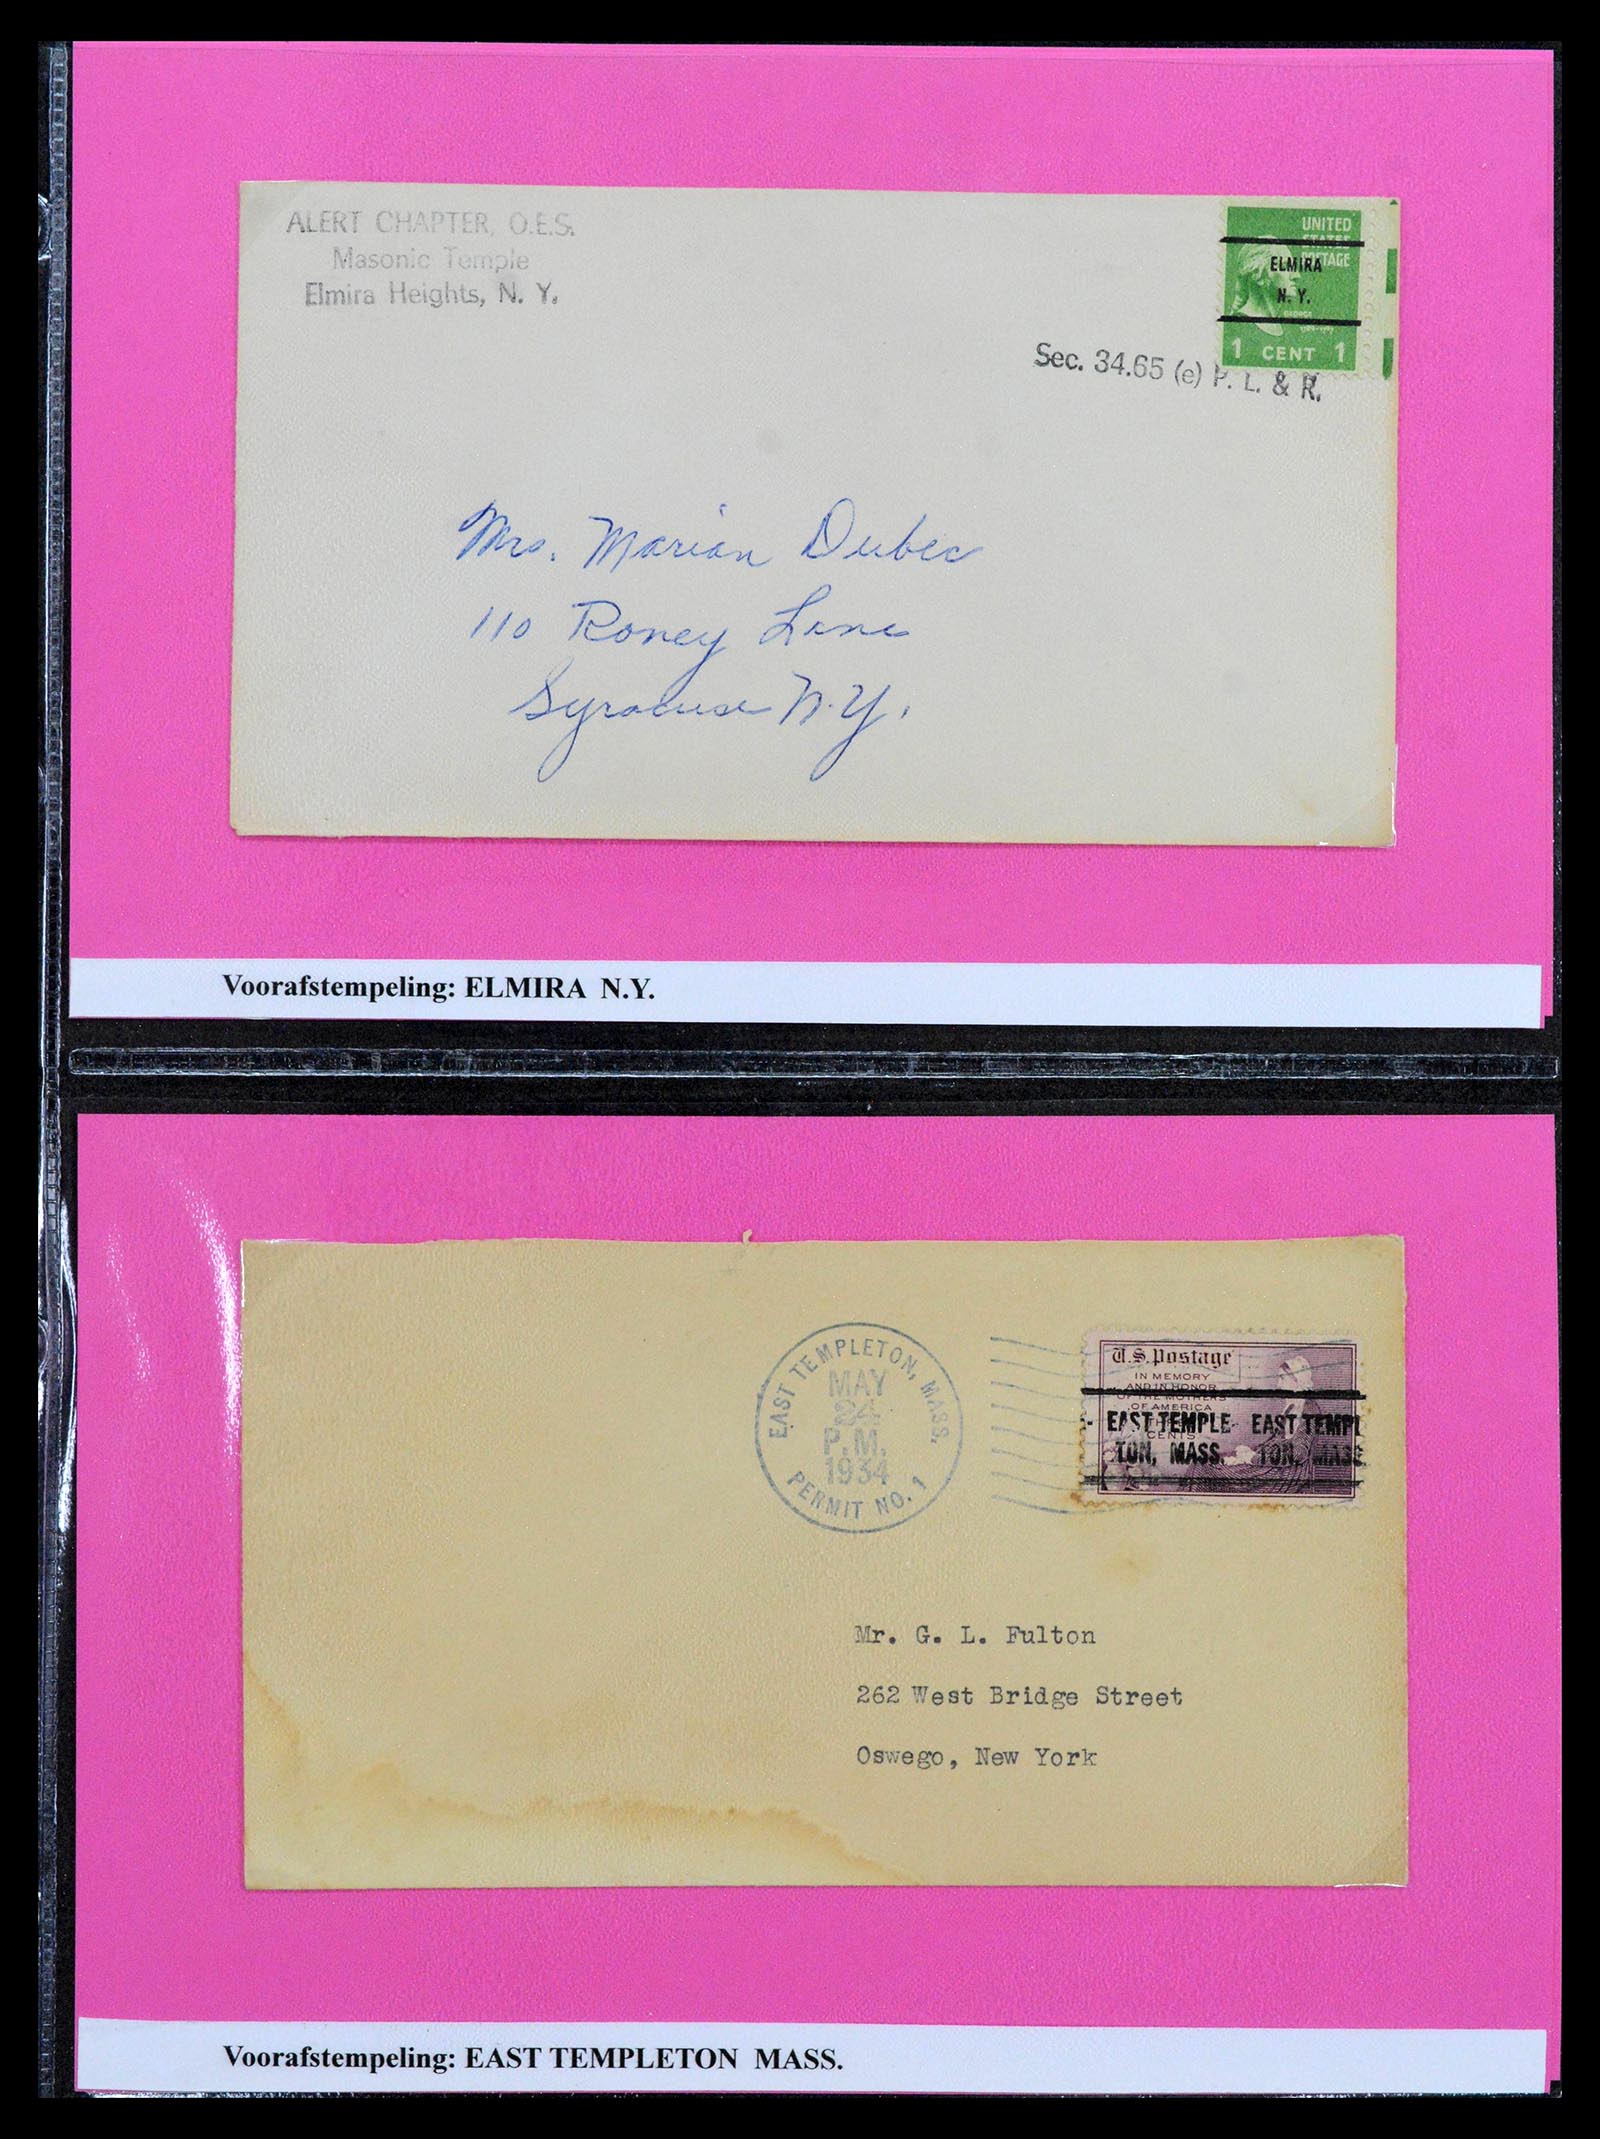 ALERT CHAPTER, O.E.S.
Masonic Temple
Elmira Heights, N. Y.
UNITED
STATES
POSTAGE
ELMIRA
N. Y.
GEORGE
1 CENT 1
Sec. 34.65 (e) P. L. & R.
Mrs. Marian Dubec
110 Roney Lane
Syracuse N.Y.
Voorafstempeling: ELMIRA N.Y.
EAST TEMPLETON, MASS.
MAY
24
P.M.
1934
PERMIT NO. 1
U.S. Postage
IN MEMORY
AND IN HONOR
OF THE MOTHERS
OF AMERICA
THREE
CENTS
EAST TEMPLE- EAST TEMPL
TON, MASS. TON, MASS
Mr. G. L. Fulton
262 West Bridge Street
Oswego, New York
Voorafstempeling: EAST TEMPLETON MASS.